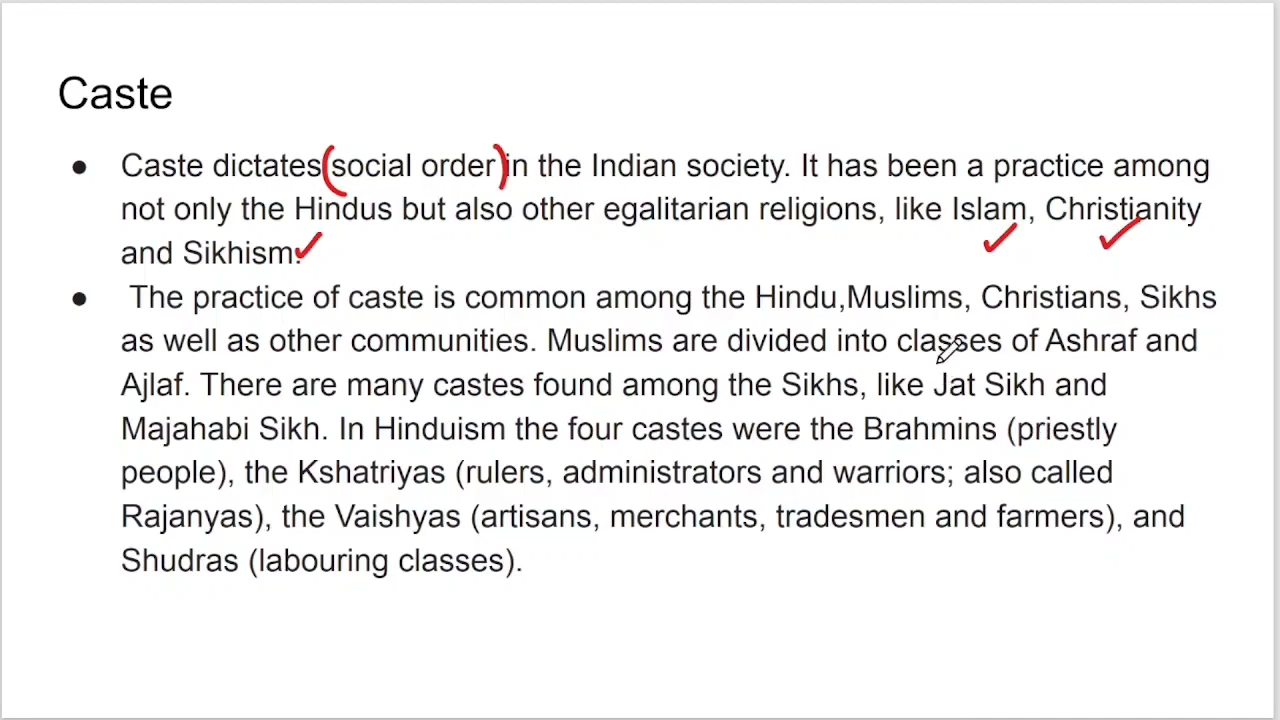 Caste
● Caste dictates social order in the Indian society. It has been a practice among
not only the Hindus but also other egalitarian religions, like Islam, Christianity
and Sikhism.
● The practice of caste is common among the Hindu,Muslims, Christians, Sikhs
as well as other communities. Muslims are divided into classes of Ashraf and
Ajlaf. There are many castes found among the Sikhs, like Jat Sikh and
Majahabi Sikh. In Hinduism the four castes were the Brahmins (priestly
people), the Kshatriyas (rulers, administrators and warriors; also called
Rajanyas), the Vaishyas (artisans, merchants, tradesmen and farmers), and
Shudras (labouring classes).